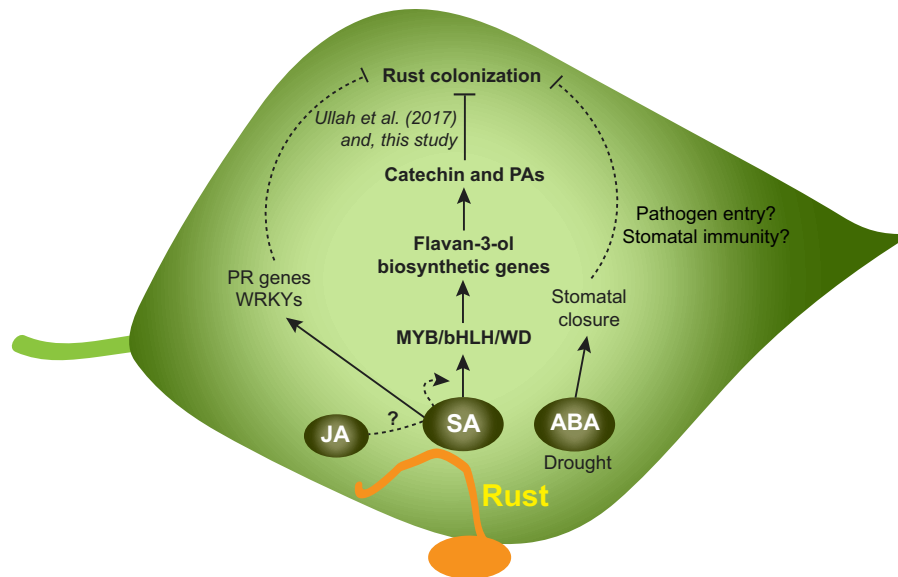 Rust colonization
Ullah et al. (2017)
and, this study
Catechin and PAs
Pathogen entry?
Stomatal immunity?
Flavan-3-ol
biosynthetic genes
PR genes
WRKYs
Stomatal
closure
MYB/bHLH/WD
?
JA
SA
ABA
Drought
Rust